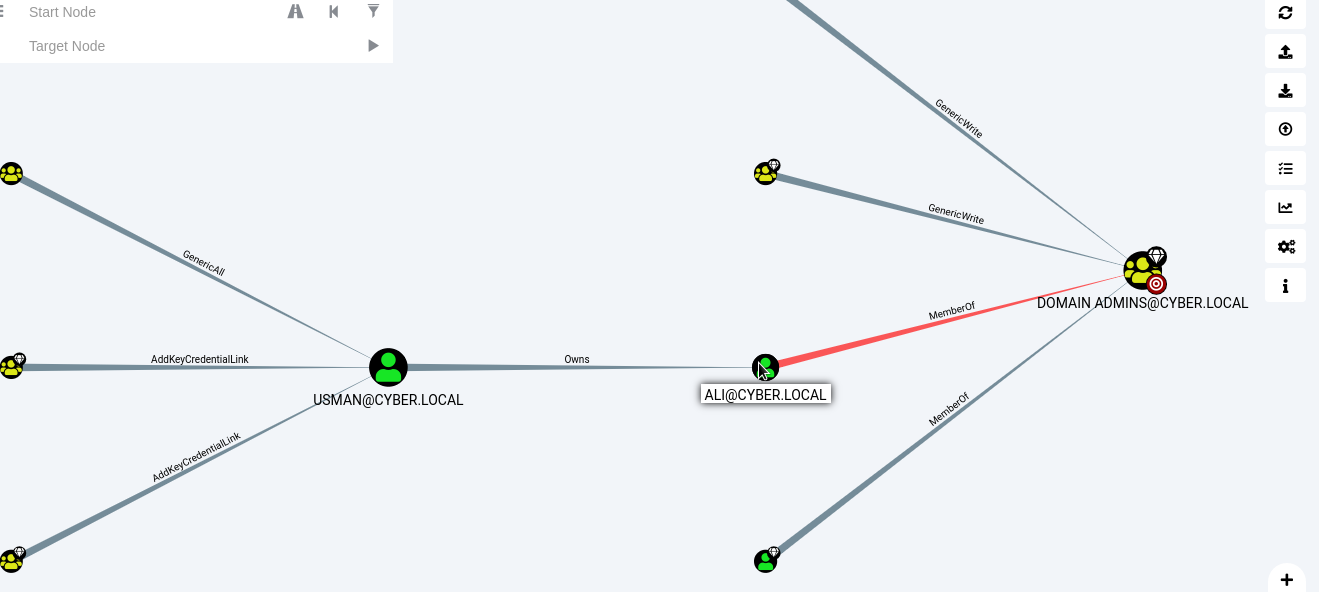 Start Node
Target Node
GenericWrite
GenericWrite
GenericAll
DOMAIN ADMINS@CYBER.LOCAL
MemberOf
AddKeyCredentialLink
Owns
ALI@CYBER.LOCAL
USMAN@CYBER.LOCAL
MemberOf
AddKeyCredentialLink